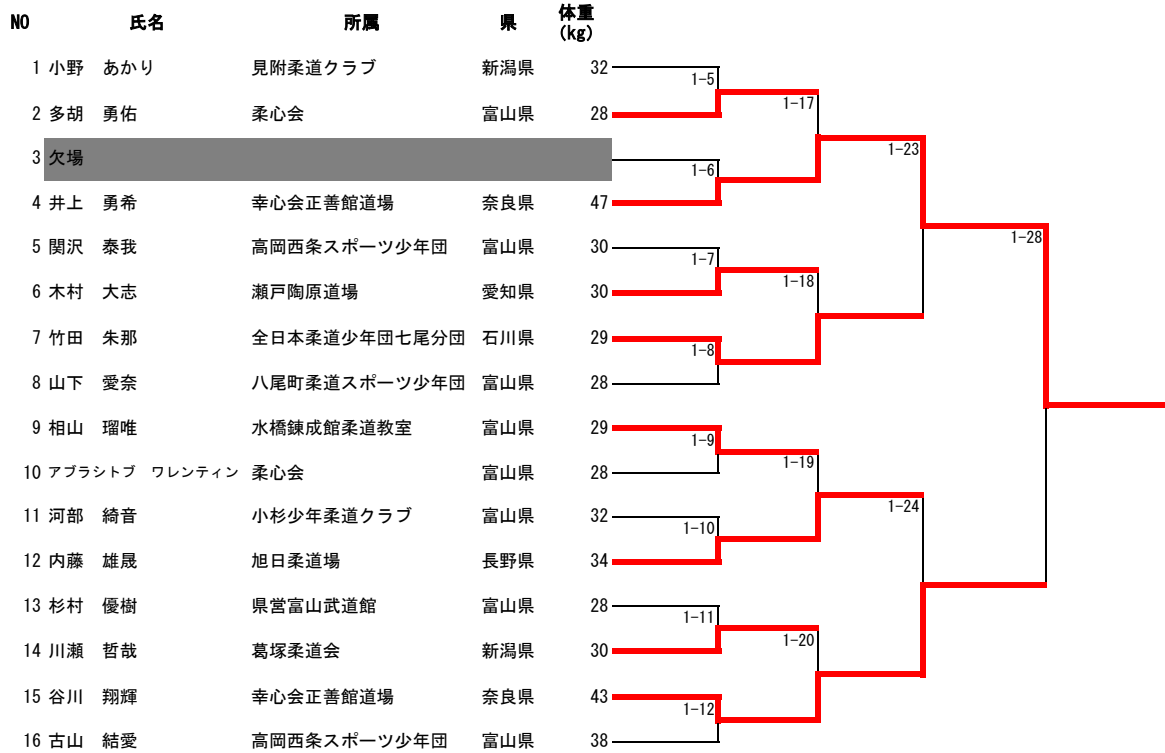 NO 氏名 所属 県 体重(kg)
1 小野 あかり 見附柔道クラブ 新潟県 32
1-5
2 多胡 勇佑 柔心会 富山県 28
1-17
3 欠場
1-23
1-6
4 井上 勇希 幸心会正善館道場 奈良県 47
5 関沢 泰我 高岡西条スポーツ少年団 富山県 30
1-28
1-7
6 木村 大志 瀬戸陶原道場 愛知県 30
1-18
7 竹田 朱那 全日本柔道少年団七尾分団 石川県 29
1-8
8 山下 愛奈 八尾町柔道スポーツ少年団 富山県 28
9 相山 瑠唯 水橋錬成館柔道教室 富山県 29
1-9
10 アブラシトブ ワレンティン 柔心会 富山県 28
1-19
11 河部 綺音 小杉少年柔道クラブ 富山県 32
1-24
1-10
12 内藤 雄晟 旭日柔道場 長野県 34
13 杉村 優樹 県営富山武道館 富山県 28
1-11
14 川瀬 哲哉 葛塚柔道会 新潟県 30
1-20
15 谷川 翔輝 幸心会正善館道場 奈良県 43
1-12
16 古山 結愛 高岡西条スポーツ少年団 富山県 38